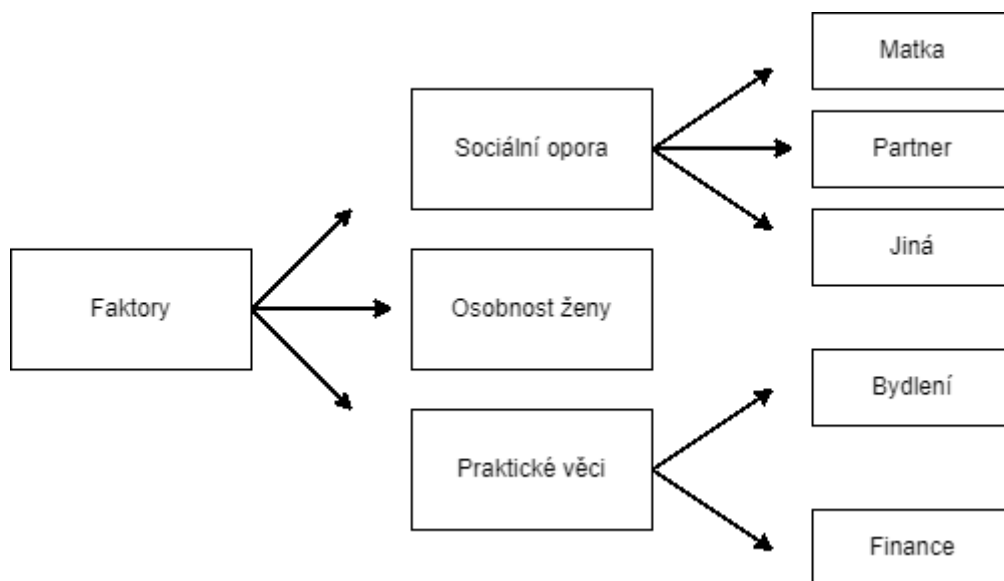 Faktory
Sociální opora
Osobnost ženy
Praktické věci
Matka
Partner
Jiná
Bydlení
Finance